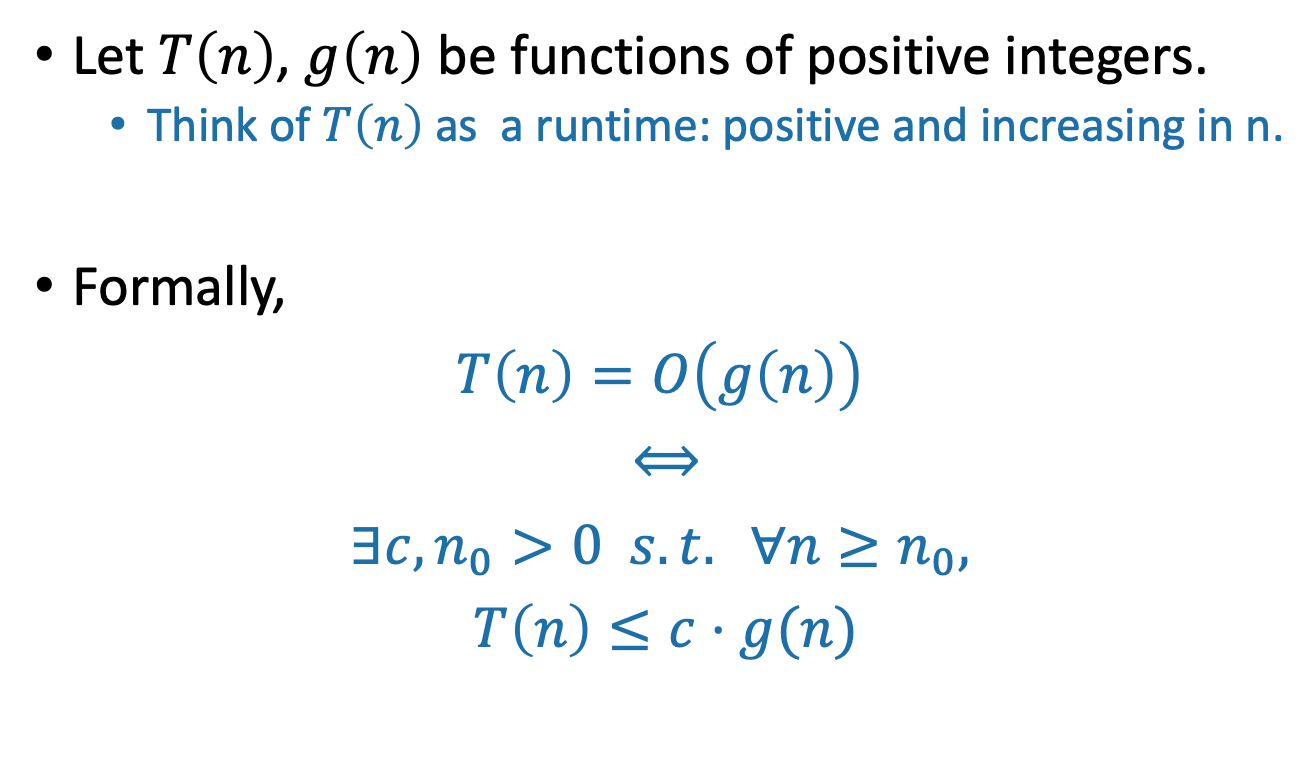 • Let T(n), g(n) be functions of positive integers.
• Think of T(n) as a runtime: positive and increasing in n.
• Formally,
T(n) = O(g(n))
⟺
∃c, n₀ > 0 s.t. ∀n ≥ n₀,
T(n) ≤ c · g(n)